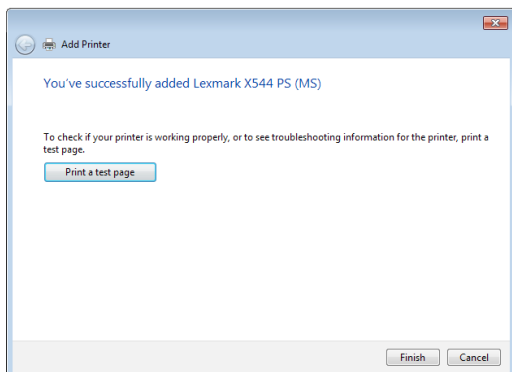 Add Printer
You've successfully added Lexmark X544 PS (MS)
To check if your printer is working properly, or to see troubleshooting information for the printer, print a
test page.
Print a test page
Finish Cancel